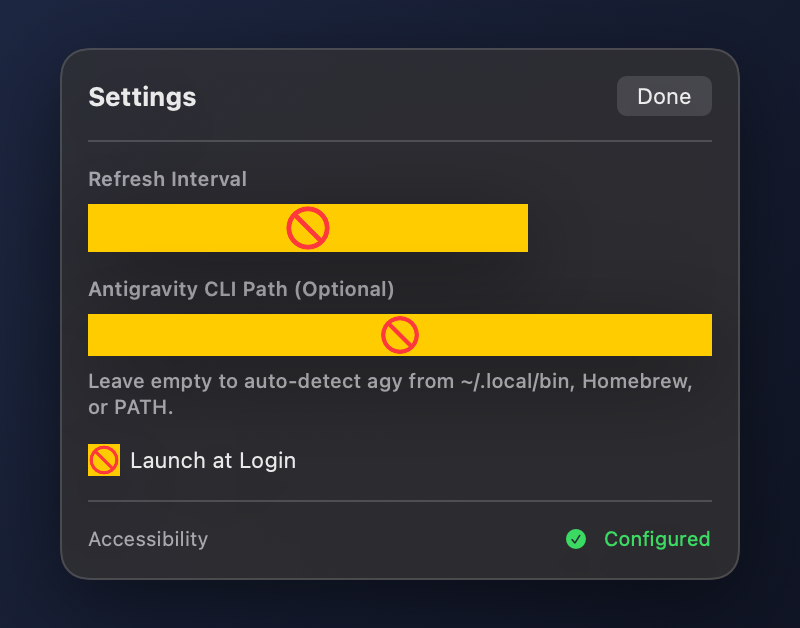 Settings
Done
Refresh Interval
Antigravity CLI Path (Optional)
Leave empty to auto-detect agy from ~/.local/bin, Homebrew,
or PATH.
Launch at Login
Accessibility
Configured